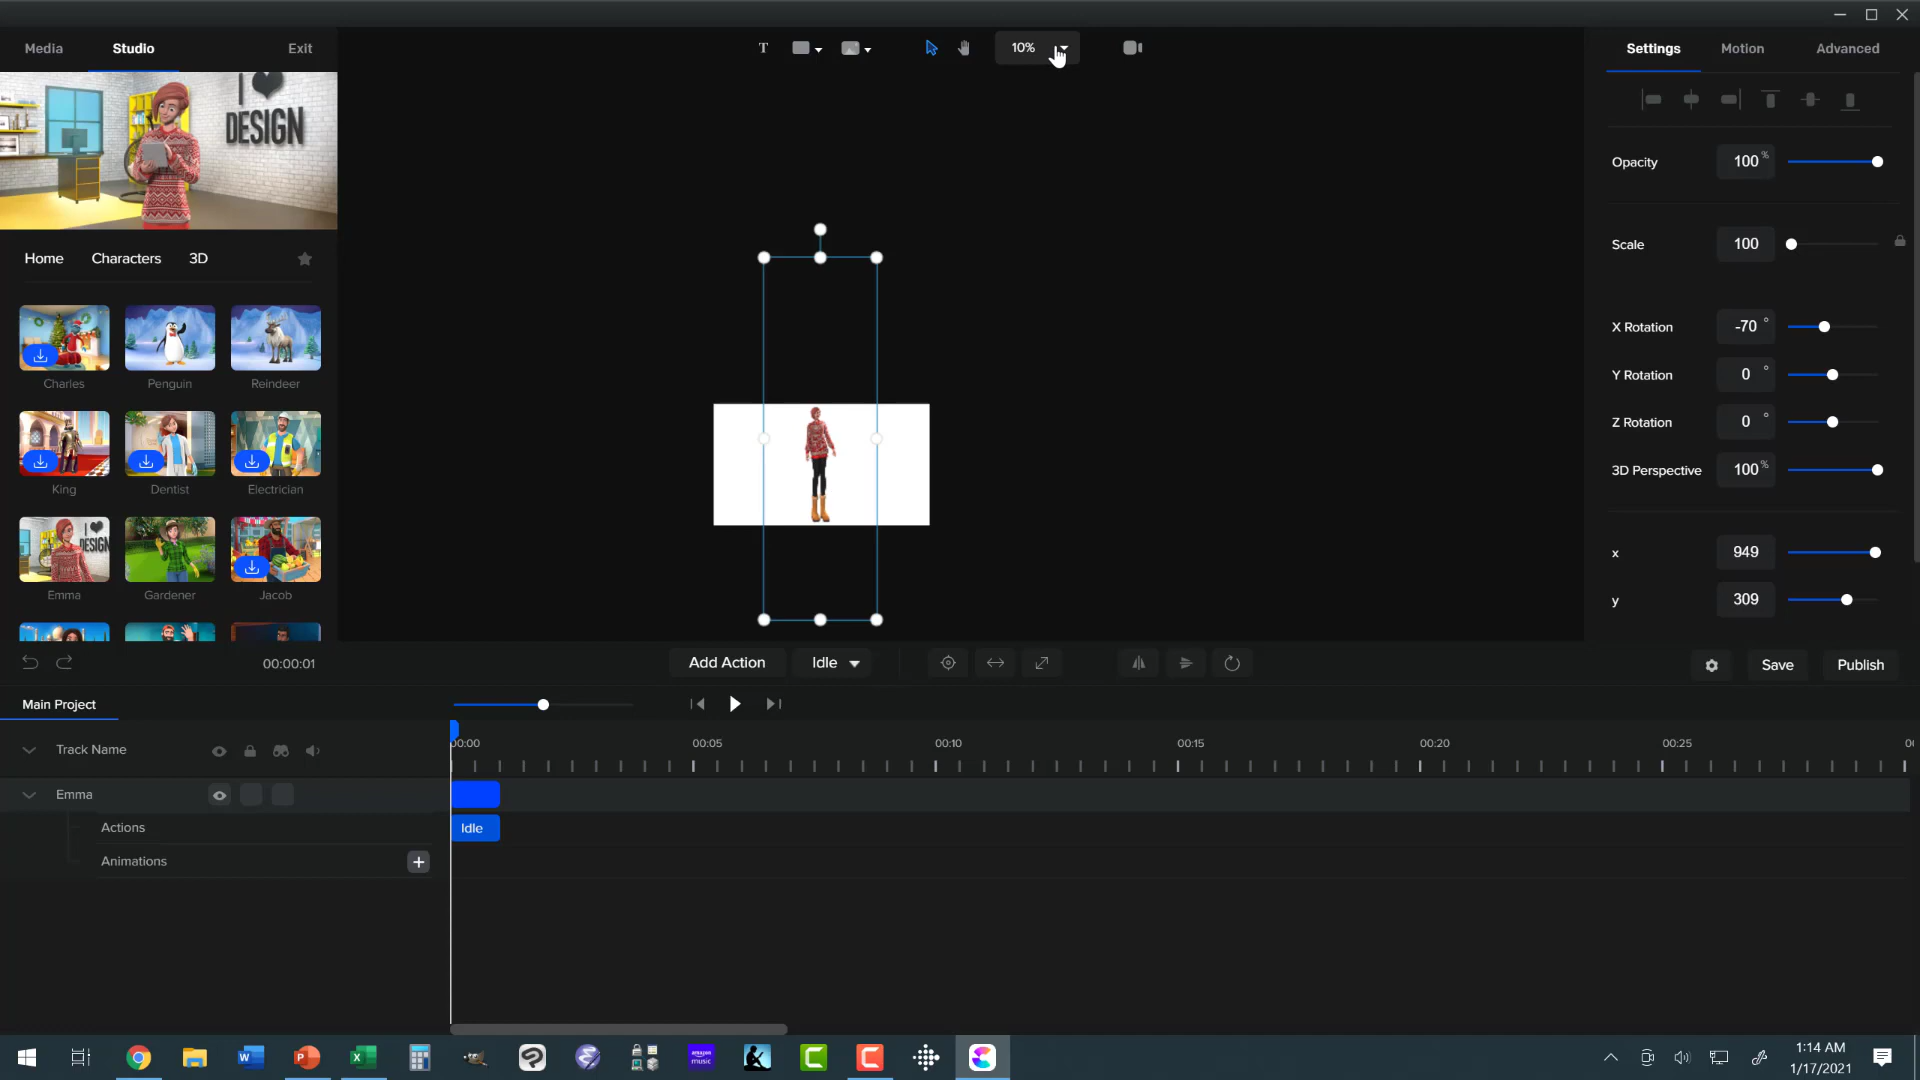 Media
Studio
Exit
T
10%
Settings
Motion
Advanced
I
DESIGN
Opacity
100 %
Scale
100
Home
Characters
3D
X Rotation
-70 °
Y Rotation
0 °
Z Rotation
0 °
3D Perspective
100 %
x
949
y
309
Charles
Penguin
Reindeer
King
Dentist
Electrician
I
DESIGN
Emma
Gardener
Jacob
00:00:01
Add Action
Idle
Save
Publish
Main Project
Track Name
00:00
00:05
00:10
00:15
00:20
00:25
Emma
Actions
Idle
Animations
amazon
music
1:14 AM
1/17/2021